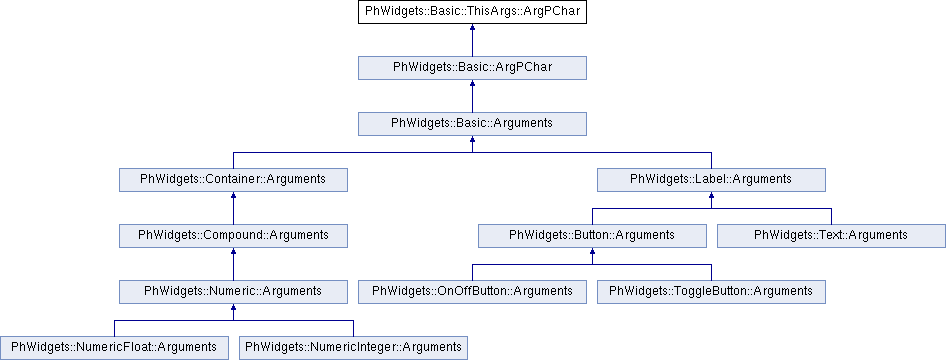 PhWidgets::Basic::ThisArgs::ArgPChar
PhWidgets::Basic::ArgPChar
PhWidgets::Basic::Arguments
PhWidgets::Container::Arguments
PhWidgets::Label::Arguments
PhWidgets::Compound::Arguments
PhWidgets::Button::Arguments
PhWidgets::Text::Arguments
PhWidgets::Numeric::Arguments
PhWidgets::OnOffButton::Arguments
PhWidgets::ToggleButton::Arguments
PhWidgets::NumericFloat::Arguments
PhWidgets::NumericInteger::Arguments